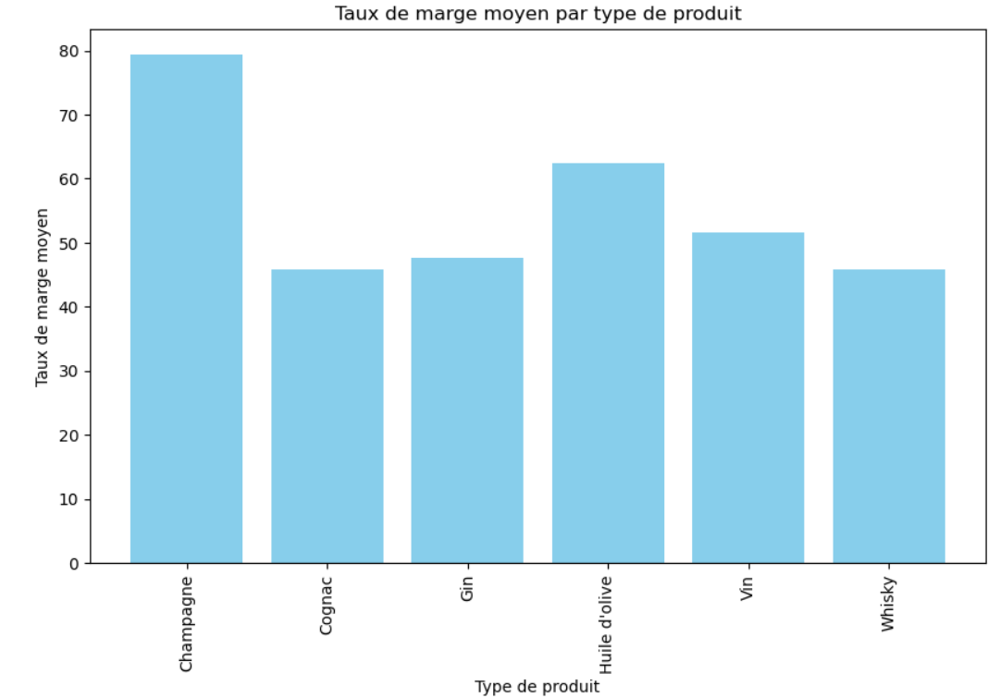 Taux de marge moyen par type de produit
Taux de marge moyen
80
70
60
50
40
30
20
10
0
Champagne
Cognac
Gin
Huile d'olive
Vin
Whisky
Type de produit